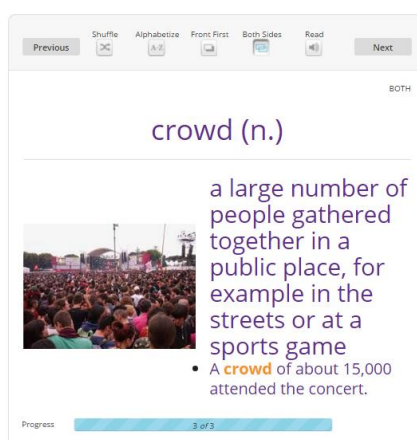 Shuffle Alphabetize Front First Both Sides Read
Previous A-Z Next
BOTH
crowd (n.)
a large number of
people gathered
together in a
public place, for
example in the
streets or at a
sports game
• A crowd of about 15,000
attended the concert.
Progress 3 of 3